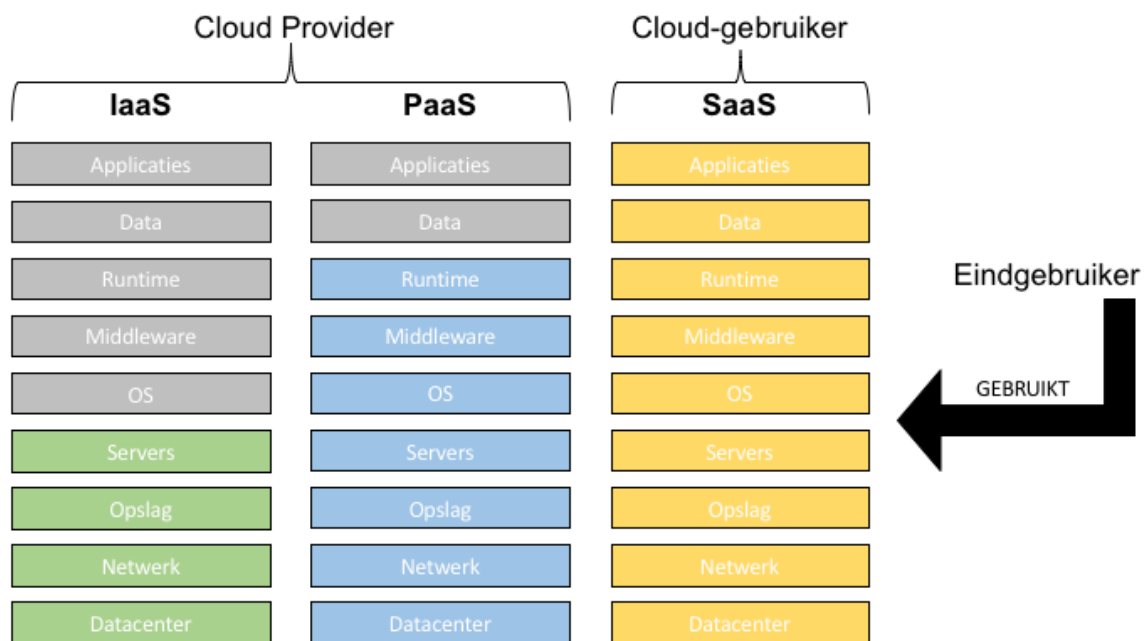 Cloud Provider
Cloud-gebruiker
IaaS
PaaS
SaaS
Applicaties
Applicaties
Applicaties
Data
Data
Data
Runtime
Runtime
Runtime
Eindgebruiker
Middleware
Middleware
Middleware
OS
OS
OS
GEBRUIKT
Servers
Servers
Servers
Opslag
Opslag
Opslag
Netwerk
Netwerk
Netwerk
Datacenter
Datacenter
Datacenter